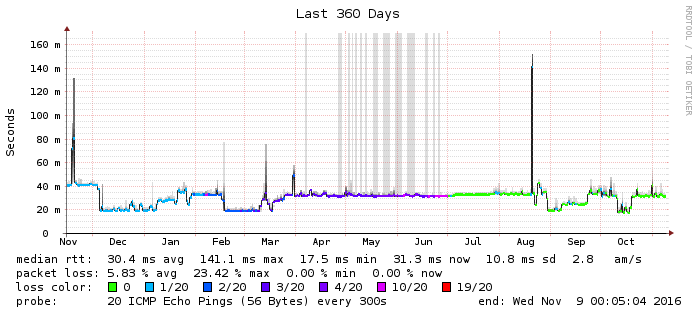 Last 360 Days
RRDTOOL / TOBI OETIKER
Seconds
160 m
140 m
120 m
100 m
80 m
60 m
40 m
20 m
0
Nov Dec Jan Feb Mar Apr May Jun Jul Aug Sep Oct
median rtt: 30.4 ms avg 141.1 ms max 17.5 ms min 31.3 ms now 10.8 ms sd 2.8 am/s
packet loss: 5.83 % avg 23.42 % max 0.00 % min 0.00 % now
loss color: 0 1/20 2/20 3/20 4/20 10/20 19/20
probe: 20 ICMP Echo Pings (56 Bytes) every 300s end: Wed Nov 9 00:05:04 2016